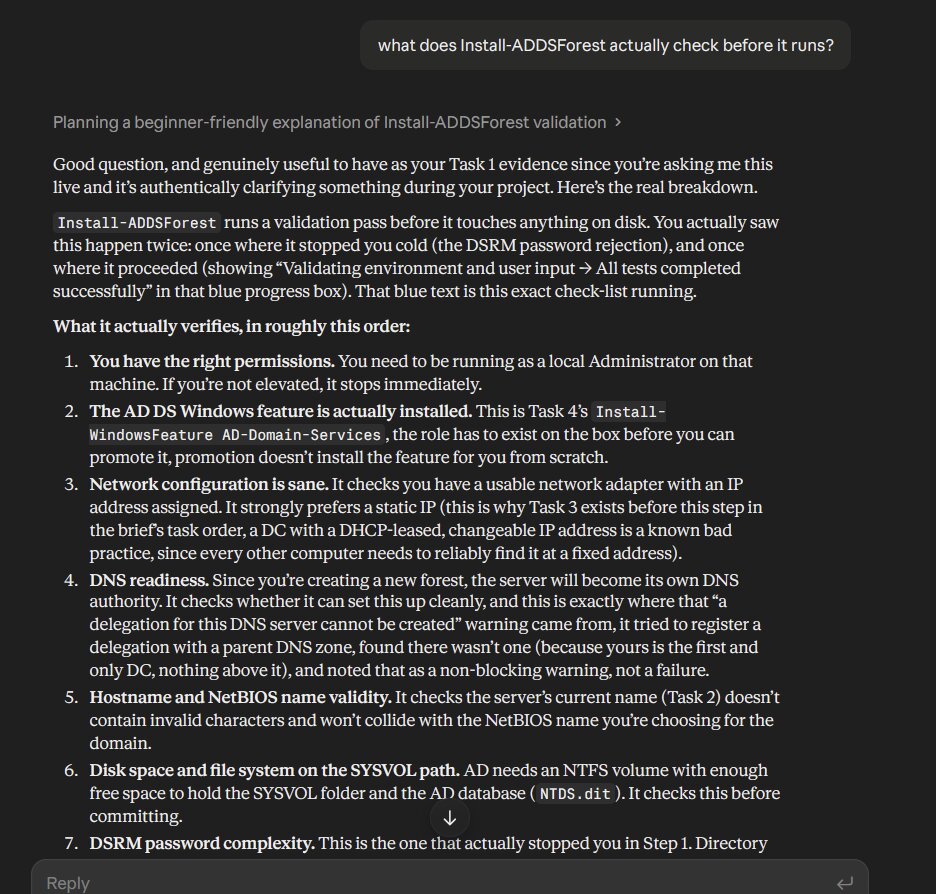 what does Install-ADDSForest actually check before it runs?
Planning a beginner-friendly explanation of Install-ADDSForest validation >
Good question, and genuinely useful to have as your Task 1 evidence since you’re asking me this
live and it’s authentically clarifying something during your project. Here’s the real breakdown.
Install-ADDSForest runs a validation pass before it touches anything on disk. You actually saw
this happen twice: once where it stopped you cold (the DSRM password rejection), and once
where it proceeded (showing “Validating environment and user input → All tests completed
successfully” in that blue progress box). That blue text is this exact check-list running.
What it actually verifies, in roughly this order:
1. You have the right permissions. You need to be running as a local Administrator on that
machine. If you’re not elevated, it stops immediately.
2. The AD DS Windows feature is actually installed. This is Task 4’s Install-
WindowsFeature AD-Domain-Services, the role has to exist on the box before you can
promote it, promotion doesn’t install the feature for you from scratch.
3. Network configuration is sane. It checks you have a usable network adapter with an IP
address assigned. It strongly prefers a static IP (this is why Task 3 exists before this step in
the brief’s task order, a DC with a DHCP-leased, changeable IP address is a known bad
practice, since every other computer needs to reliably find it at a fixed address).
4. DNS readiness. Since you’re creating a new forest, the server will become its own DNS
authority. It checks whether it can set this up cleanly, and this is exactly where that “a
delegation for this DNS server cannot be created” warning came from, it tried to register a
delegation with a parent DNS zone, found there wasn’t one (because yours is the first and
only DC, nothing above it), and noted that as a non-blocking warning, not a failure.
5. Hostname and NetBIOS name validity. It checks the server’s current name (Task 2) doesn’t
contain invalid characters and won’t collide with the NetBIOS name you’re choosing for the
domain.
6. Disk space and file system on the SYSVOL path. AD needs an NTFS volume with enough
free space to hold the SYSVOL folder and the AD database (NTDS.dit). It checks this before
committing.
7. DSRM password complexity. This is the one that actually stopped you in Step 1. Directory
Reply